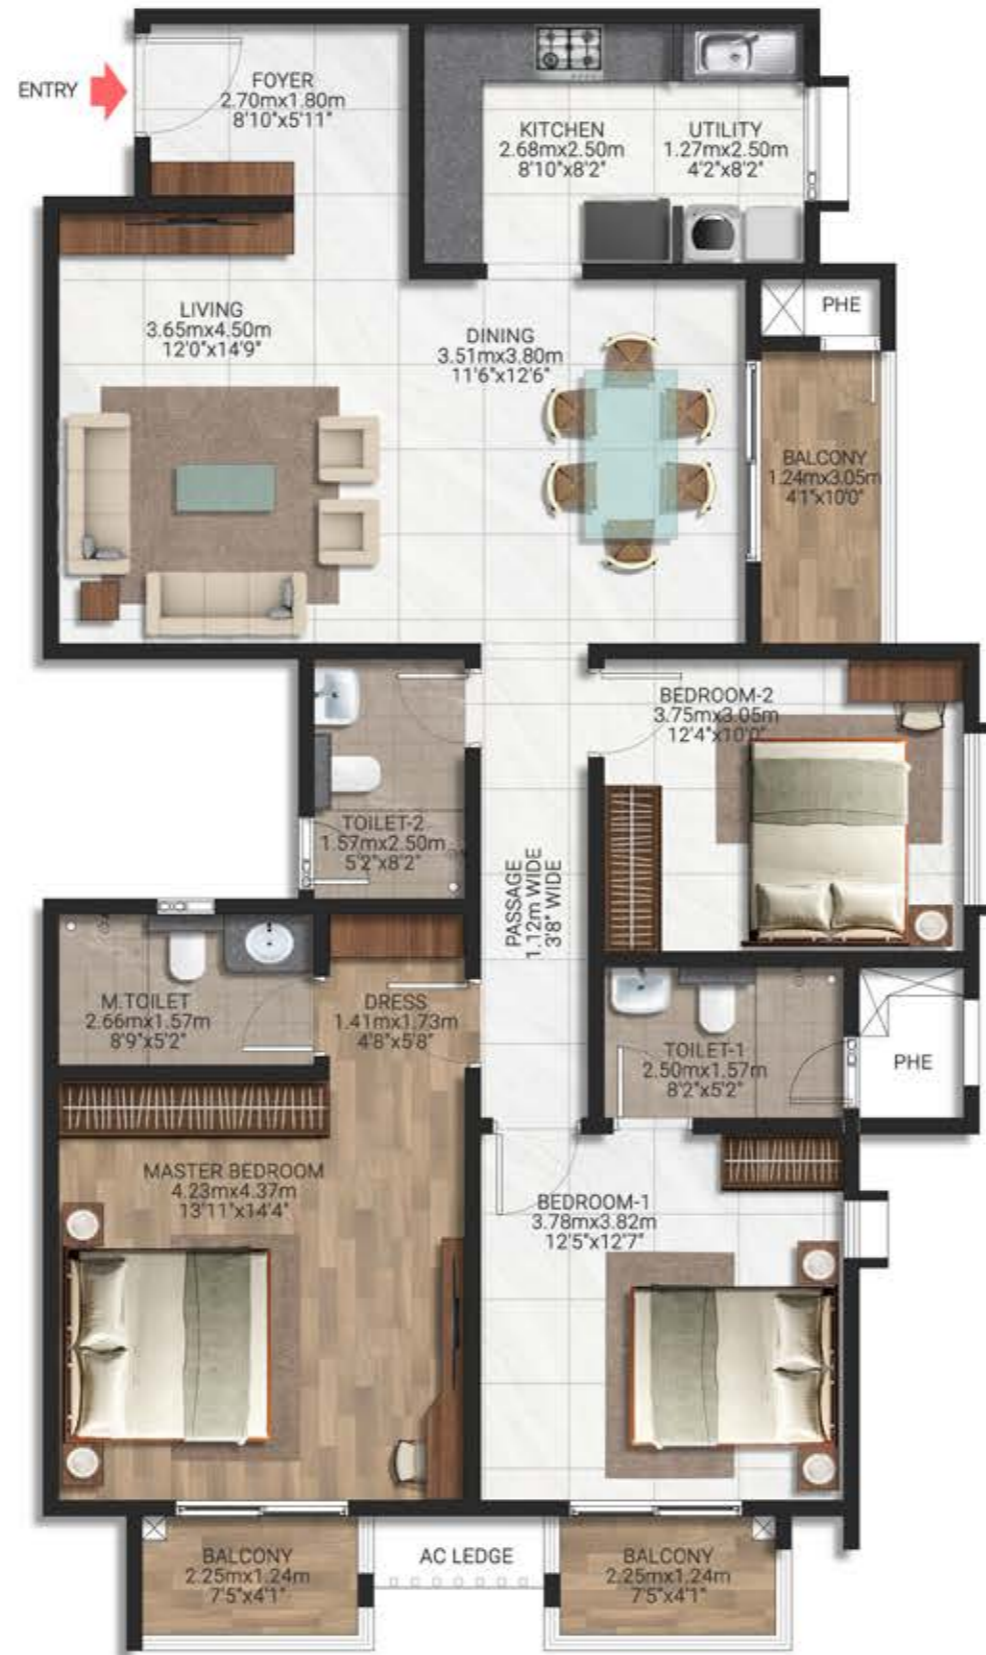 ENTRY
FOYER
2.70mx1.80m
8'10"x5'11"
KITCHEN
2.68mx2.50m
8'10"x8'2"
UTILITY
1.27mx2.50m
4'2"x8'2"
LIVING
3.65mx4.50m
12'0"x14'9"
DINING
3.51mx3.80m
11'6"x12'6"
PHE
BALCONY
1.24mx3.05m
4'1"x10'0"
BEDROOM-2
3.75mx3.05m
12'4"x10'0"
TOILET-2
1.57mx2.50m
5'2"x8'2"
PASSAGE
1.12m WIDE
3'8" WIDE
M.TOILET
2.66mx1.57m
8'9"x5'2"
DRESS
1.41mx1.73m
4'8"x5'8"
TOILET-1
2.50mx1.57m
8'2"x5'2"
PHE
MASTER BEDROOM
4.23mx4.37m
13'11"x14'4"
BEDROOM-1
3.78mx3.82m
12'5"x12'7"
BALCONY
2.25mx1.24m
7'5"x4'1"
AC LEDGE
BALCONY
2.25mx1.24m
7'5"x4'1"